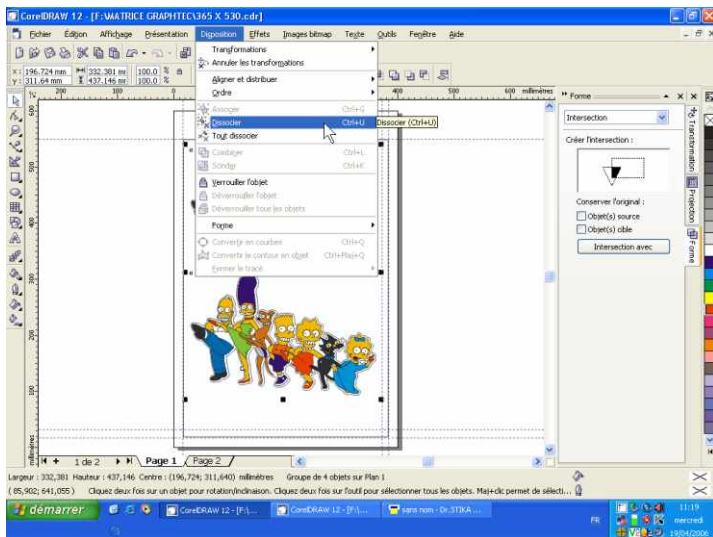 CorelDRAW 12 - [F:\MATRICE GRAPHTEC\365 X 530.cdr]
Fichier Édition Affichage Présentation Disposition Effets Images bitmap Texte Outils Fenêtre Aide
x: 196.724 mm 332.381 mm 100.0 %
y: 311.64 mm 437.146 mm 100.0 %
Transformations
Annuler les transformations
Aligner et distribuer
Ordre
Associer Ctrl+G
Dissocier Ctrl+U
Dissocier (Ctrl+U)
Tout dissocier
Combiner Ctrl+L
Scinder Ctrl+K
Verrouiller l'objet
Déverrouiller l'objet
Déverrouiller tous les objets
Forme
Convertir en courbes Ctrl+Q
Convertir le contour en objet Ctrl+Maj+Q
Fermer le tracé
200 100 0 400 500 600 millimètres
millimètres
Forme
Intersection
Créer l'intersection :
Conserver l'original :
Objet(s) source
Objet(s) cible
Intersection avec
Transformation
Projection
Forme
1 de 2 Page 1 Page 2
Largeur : 332,381 Hauteur : 437,146 Centre : (196,724; 311,640) millimètres Groupe de 4 objets sur Plan 1
( 85,902; 641,055 ) Cliquez deux fois sur un objet pour rotation/inclinaison. Cliquez deux fois sur l'outil pour sélectionner tous les objets. Maj+clic permet de sélecti...
démarrer CorelDRAW 12 - [F:\... CorelDRAW 12 - [F:\... sans nom - Dr.STIKA ...
FR
11:19
mercredi
19/04/2006